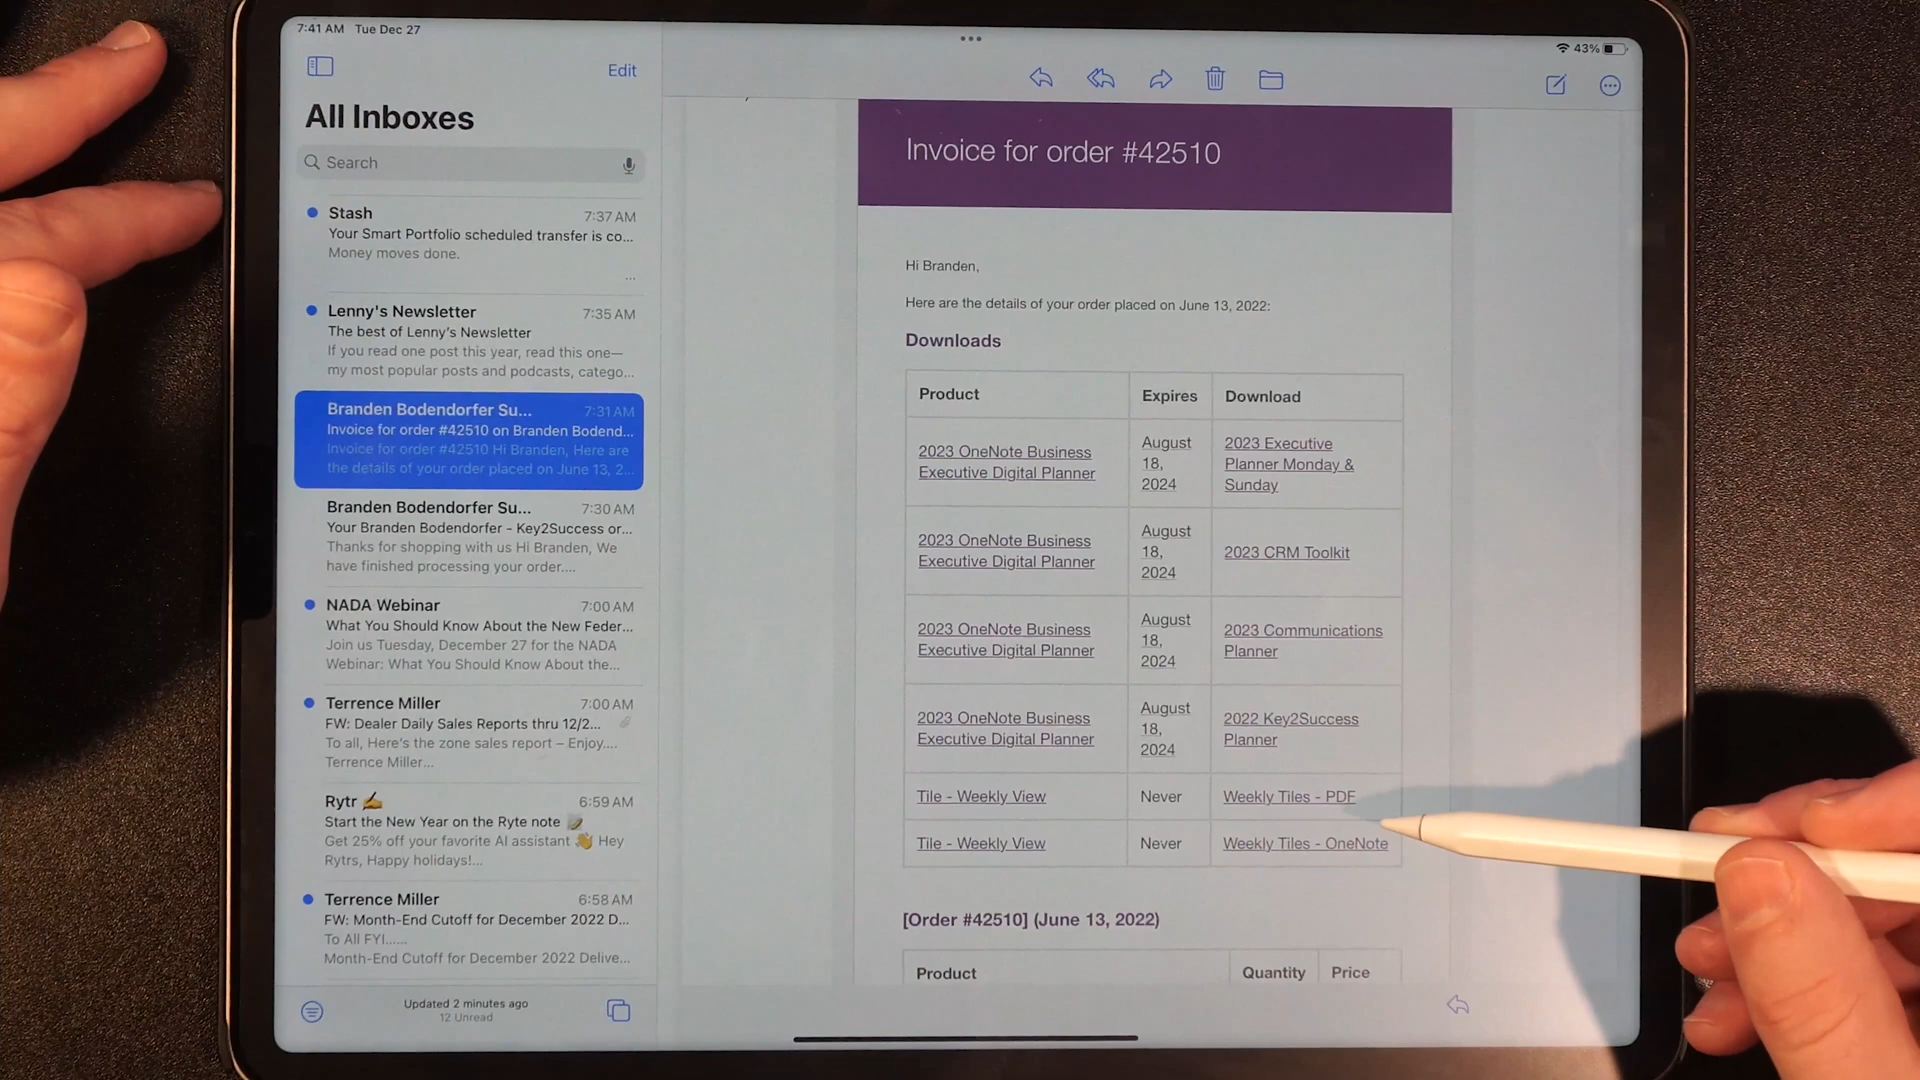 7:41 AM Tue Dec 27
43%
Edit
All Inboxes
Search
Stash 7:37 AM
Your Smart Portfolio scheduled transfer is co...
Money moves done.
...
Lenny's Newsletter 7:35 AM
The best of Lenny's Newsletter
If you read one post this year, read this one—
my most popular posts and podcasts, catego...
Branden Bodendorfer Su... 7:31 AM
Invoice for order #42510 on Branden Bodend...
Invoice for order #42510 Hi Branden, Here are
the details of your order placed on June 13, 2...
Branden Bodendorfer Su... 7:30 AM
Your Branden Bodendorfer - Key2Success or...
Thanks for shopping with us Hi Branden, We
have finished processing your order....
NADA Webinar 7:00 AM
What You Should Know About the New Feder...
Join us Tuesday, December 27 for the NADA
Webinar: What You Should Know About the...
Terrence Miller 7:00 AM
FW: Dealer Daily Sales Reports thru 12/2...
To all, Here's the zone sales report – Enjoy....
Terrence Miller...
Rytr ✍️ 6:59 AM
Start the New Year on the Ryte note
Get 25% off your favorite AI assistant 👋 Hey
Rytrs, Happy holidays!...
Terrence Miller 6:58 AM
FW: Month-End Cutoff for December 2022 D...
To All FYI......
Month-End Cutoff for December 2022 Delive...
Updated 2 minutes ago
12 Unread
Invoice for order #42510
Hi Branden,
Here are the details of your order placed on June 13, 2022:
Downloads
Product Expires Download
2023 OneNote Business
Executive Digital Planner
August
18,
2024
2023 Executive
Planner Monday &
Sunday
2023 OneNote Business
Executive Digital Planner
August
18,
2024
2023 CRM Toolkit
2023 OneNote Business
Executive Digital Planner
August
18,
2024
2023 Communications
Planner
2023 OneNote Business
Executive Digital Planner
August
18,
2024
2022 Key2Success
Planner
Tile - Weekly View Never Weekly Tiles - PDF
Tile - Weekly View Never Weekly Tiles - OneNote
[Order #42510] (June 13, 2022)
Product Quantity Price